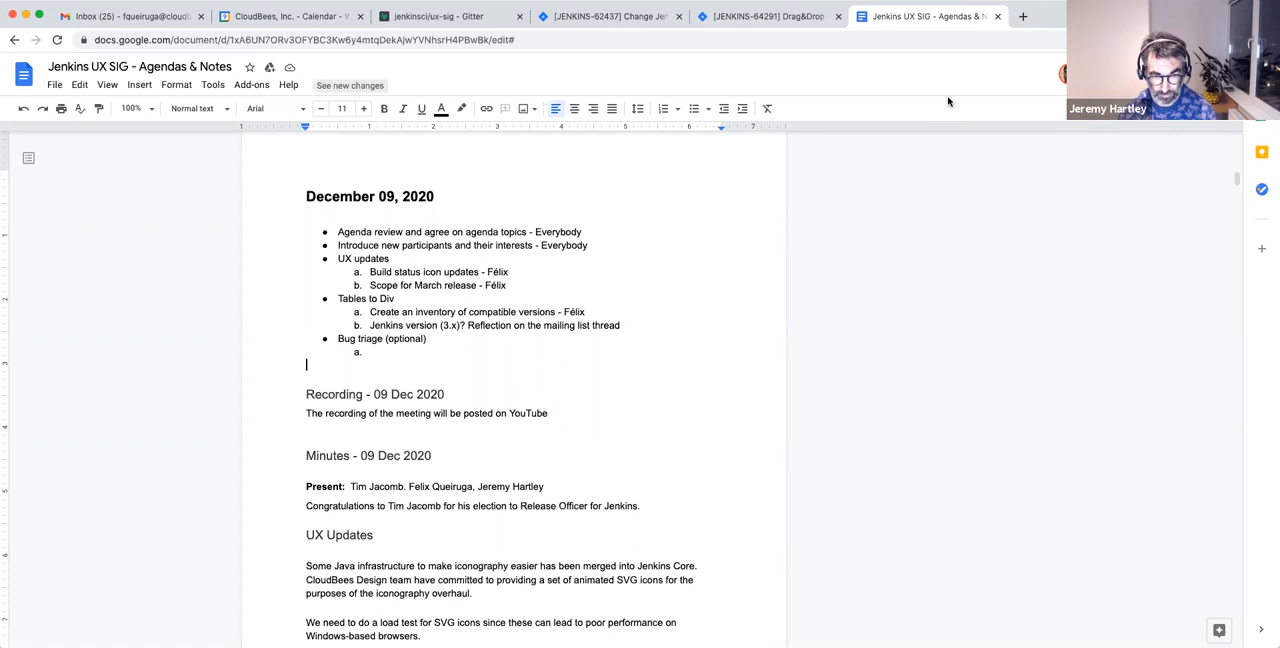 Inbox (25) - fqueiruga@cloudb
CloudBees, Inc. - Calendar - W
jenkinsci/ux-sig - Gitter
[JENKINS-62437] Change Jen
[JENKINS-64291] Drag&Drop
Jenkins UX SIG - Agendas & N
docs.google.com/document/d/1xA6UN7ORv3OFYBC3Kw6y4mtqDekAjwYVNhsrH4PBwBk/edit#
Jenkins UX SIG - Agendas & Notes
File Edit View Insert Format Tools Add-ons Help See new changes
100% Normal text Arial 11
Jeremy Hartley
1 1 2 3 4 5 6 7
December 09, 2020
Agenda review and agree on agenda topics - Everybody
Introduce new participants and their interests - Everybody
UX updates
a. Build status icon updates - Félix
b. Scope for March release - Félix
Tables to Div
a. Create an inventory of compatible versions - Félix
b. Jenkins version (3.x)? Reflection on the mailing list thread
Bug triage (optional)
a.
Recording - 09 Dec 2020
The recording of the meeting will be posted on YouTube
Minutes - 09 Dec 2020
Present: Tim Jacomb. Felix Queiruga, Jeremy Hartley
Congratulations to Tim Jacomb for his election to Release Officer for Jenkins.
UX Updates
Some Java infrastructure to make iconography easier has been merged into Jenkins Core.
CloudBees Design team have committed to providing a set of animated SVG icons for the
purposes of the iconography overhaul.
We need to do a load test for SVG icons since these can lead to poor performance on
Windows-based browsers.